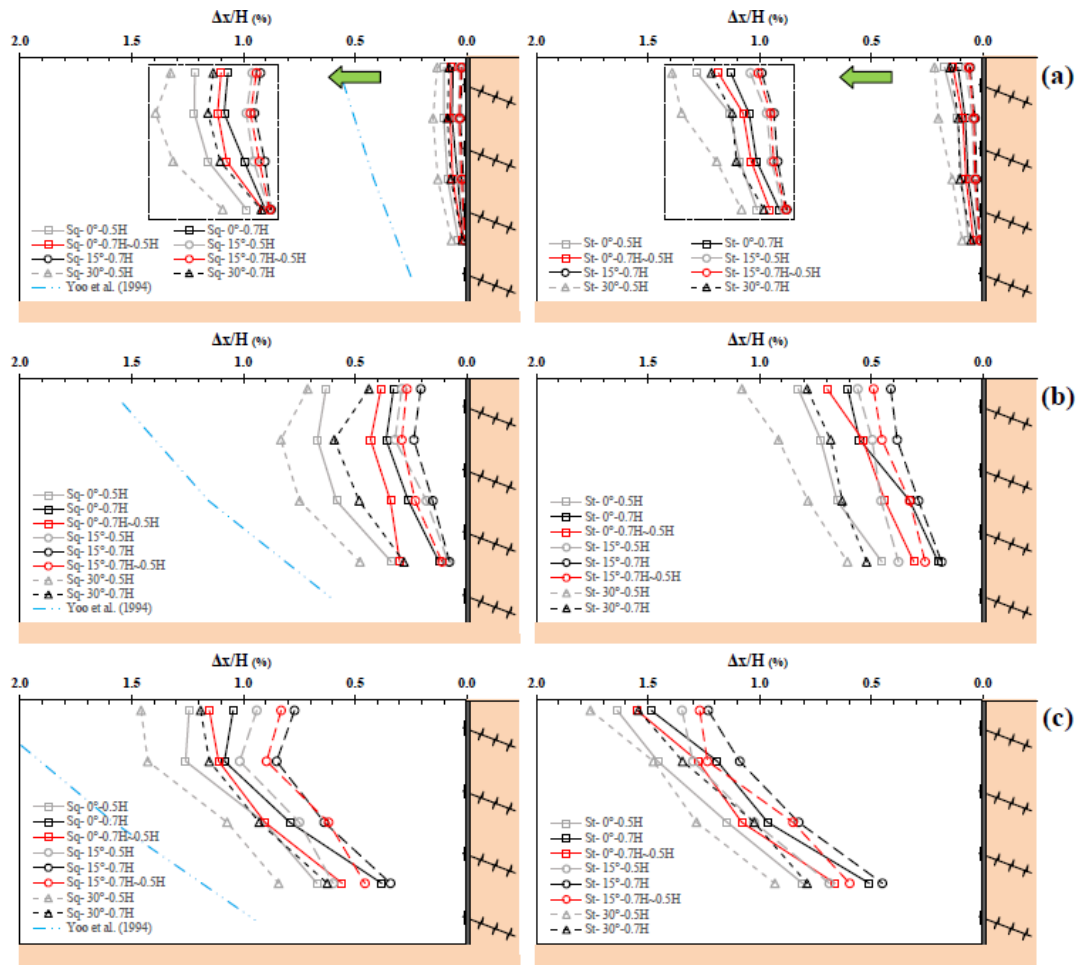 Δx/H (%)
2.0 1.5 1.0 0.5 0.0
Sq- 0°-0.5H Sq- 0°-0.7H
Sq- 0°-0.7H~0.5H Sq- 15°-0.5H
Sq- 15°-0.7H Sq- 15°-0.7H~0.5H
Sq- 30°-0.5H Sq- 30°-0.7H
Yoo et al. (1994)
Δx/H (%)
2.0 1.5 1.0 0.5 0.0
(a)
St- 0°-0.5H St- 0°-0.7H
St- 0°-0.7H~0.5H St- 15°-0.5H
St- 15°-0.7H St- 15°-0.7H~0.5H
St- 30°-0.5H St- 30°-0.7H
Δx/H (%)
2.0 1.5 1.0 0.5 0.0
Sq- 0°-0.5H
Sq- 0°-0.7H
Sq- 0°-0.7H~0.5H
Sq- 15°-0.5H
Sq- 15°-0.7H
Sq- 15°-0.7H~0.5H
Sq- 30°-0.5H
Sq- 30°-0.7H
Yoo et al. (1994)
Δx/H (%)
2.0 1.5 1.0 0.5 0.0
(b)
St- 0°-0.5H
St- 0°-0.7H
St- 0°-0.7H~0.5H
St- 15°-0.5H
St- 15°-0.7H
St- 15°-0.7H~0.5H
St- 30°-0.5H
St- 30°-0.7H
Δx/H (%)
2.0 1.5 1.0 0.5 0.0
Sq- 0°-0.5H
Sq- 0°-0.7H
Sq- 0°-0.7H~0.5H
Sq- 15°-0.5H
Sq- 15°-0.7H
Sq- 15°-0.7H~0.5H
Sq- 30°-0.5H
Sq- 30°-0.7H
Yoo et al. (1994)
Δx/H (%)
2.0 1.5 1.0 0.5 0.0
(c)
St- 0°-0.5H
St- 0°-0.7H
St- 0°-0.7H~0.5H
St- 15°-0.5H
St- 15°-0.7H
St- 15°-0.7H~0.5H
St- 30°-0.5H
St- 30°-0.7H